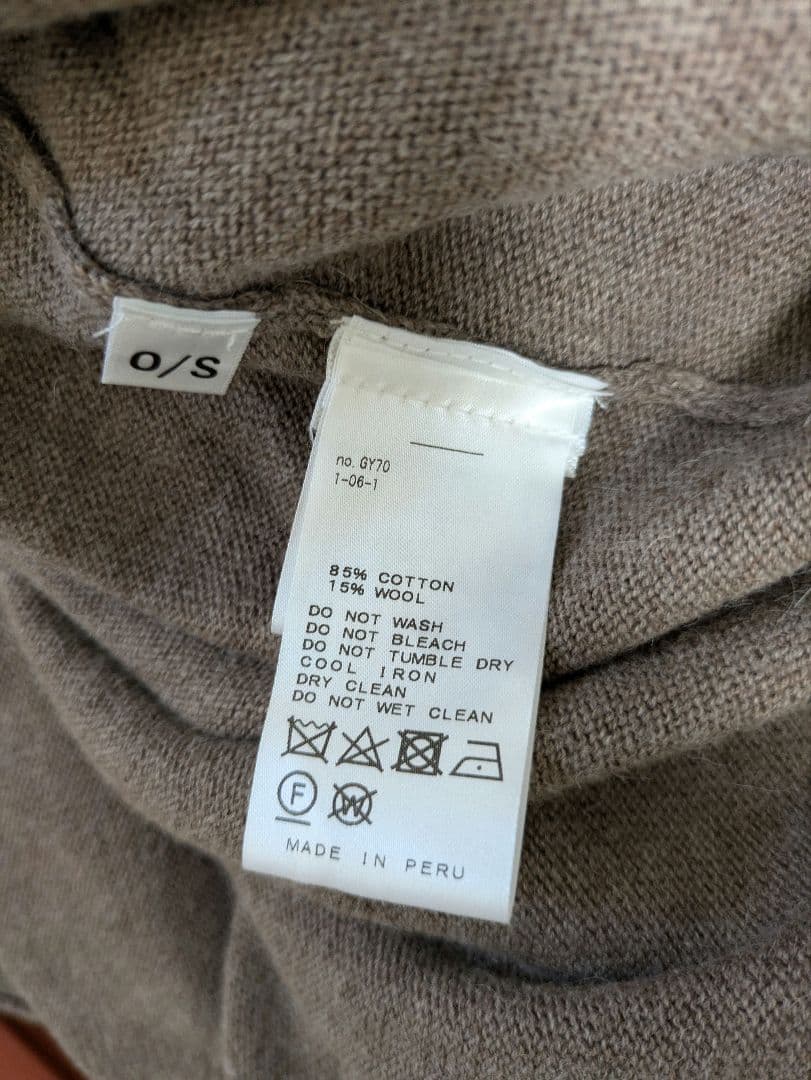 O/S
no. GY70
1-06-1
85% COTTON
15% WOOL
DO NOT WASH
DO NOT BLEACH
DO NOT TUMBLE DRY
COOL IRON
DRY CLEAN
DO NOT WET CLEAN
F W
MADE IN PERU